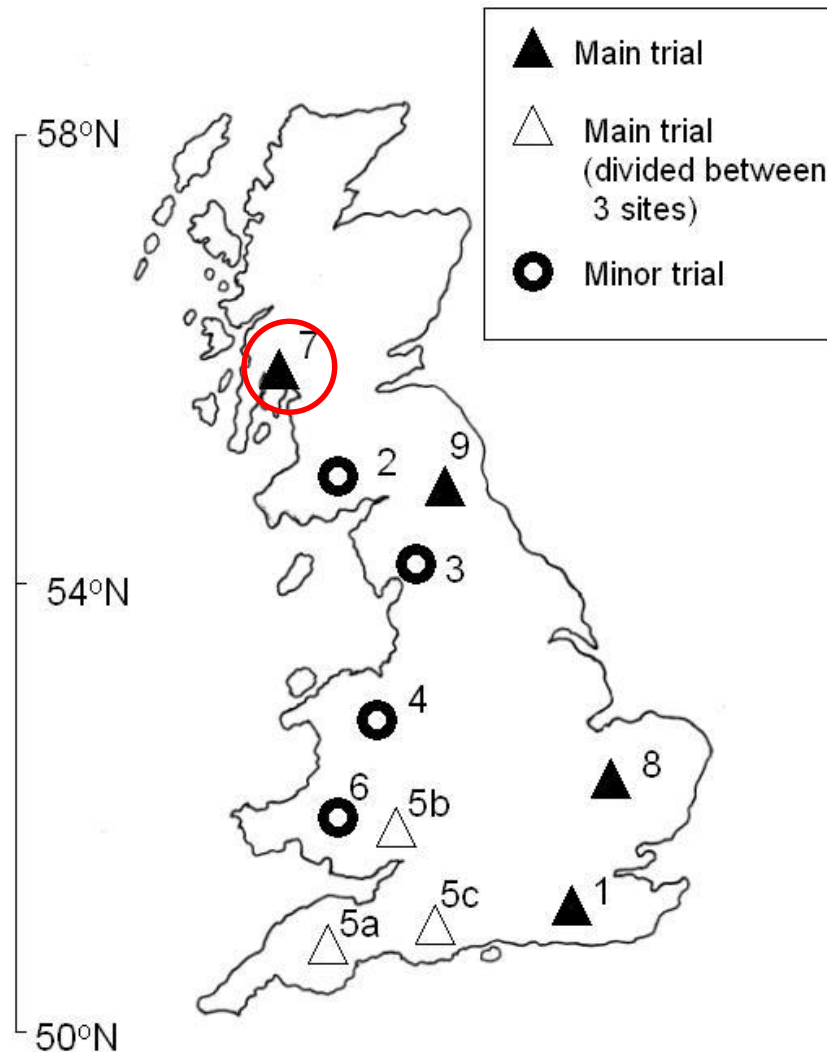 Main trial
Main trial
(divided between
3 sites)
Minor trial
58°N
7
9
2
3
54°N
4
8
6
5b
1
5c
5a
50°N